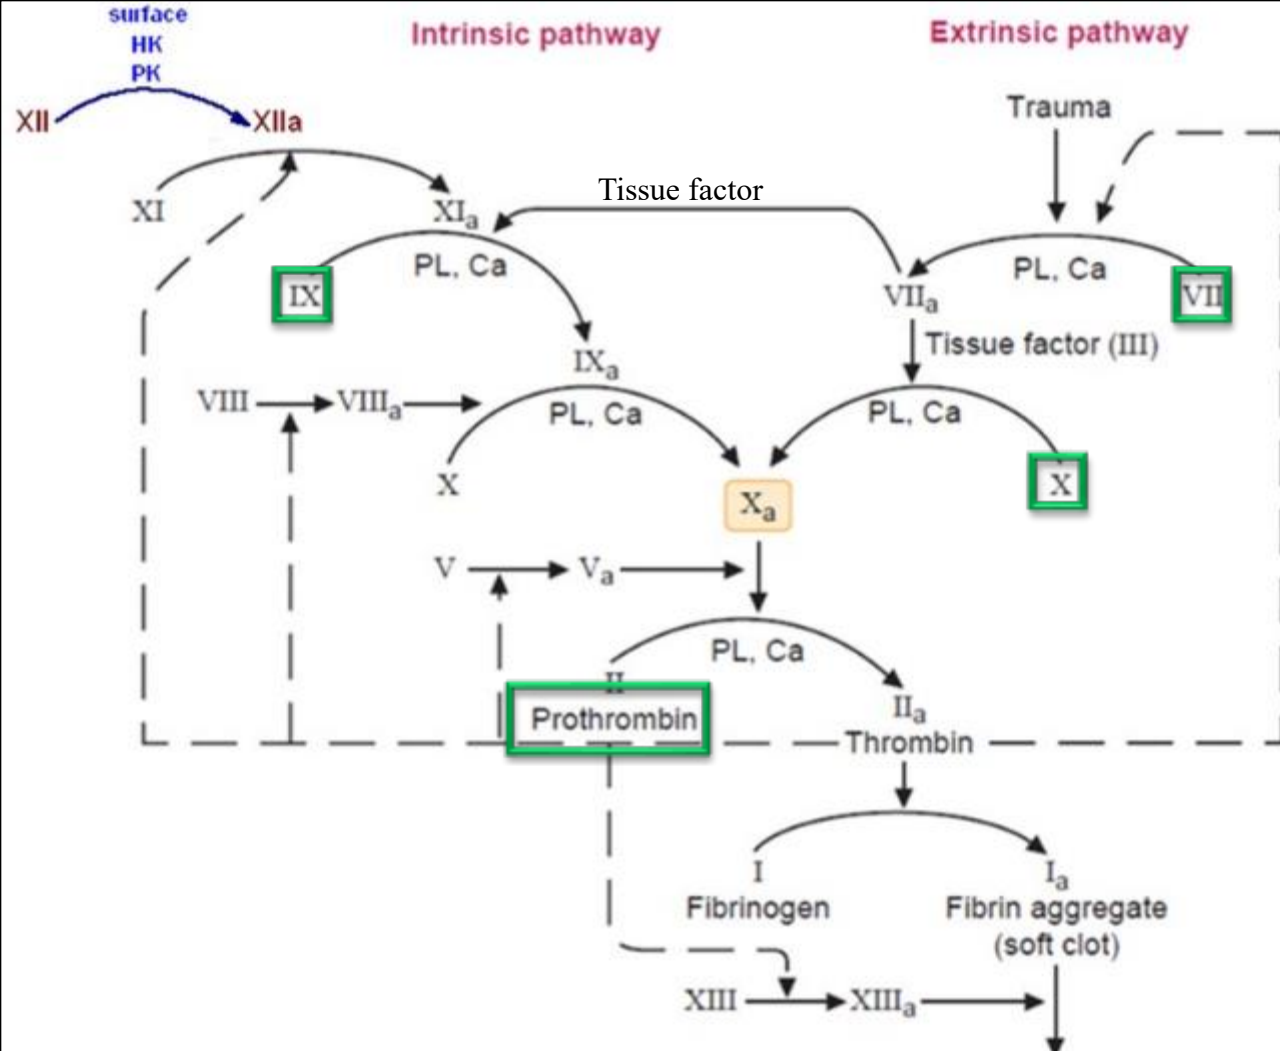 surface
HK
PK
Intrinsic pathway
Extrinsic pathway
XII
XIIa
Trauma
XI
XIa
Tissue factor
PL, Ca
PL, Ca
IX
VIIa
VII
IXa
Tissue factor (III)
VIII
VIIIa
PL, Ca
PL, Ca
X
Xa
X
V
Va
PL, Ca
II
Prothrombin
IIa
Thrombin
I
Ia
Fibrinogen
Fibrin aggregate
(soft clot)
XIII
XIIIa